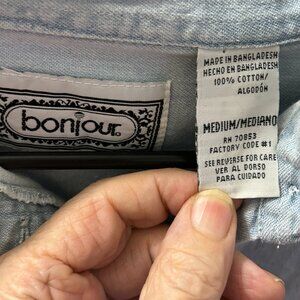 bonjour
MADE IN BANGLADESH
HECHO EN BANGLADESH
100% COTTON/
ALGODÓN
MEDIUM/MEDIANO
RN 70853
FACTORY CODE #1
SEE REVERSE FOR CARE
VER AL DORSO
PARA CUIDADO